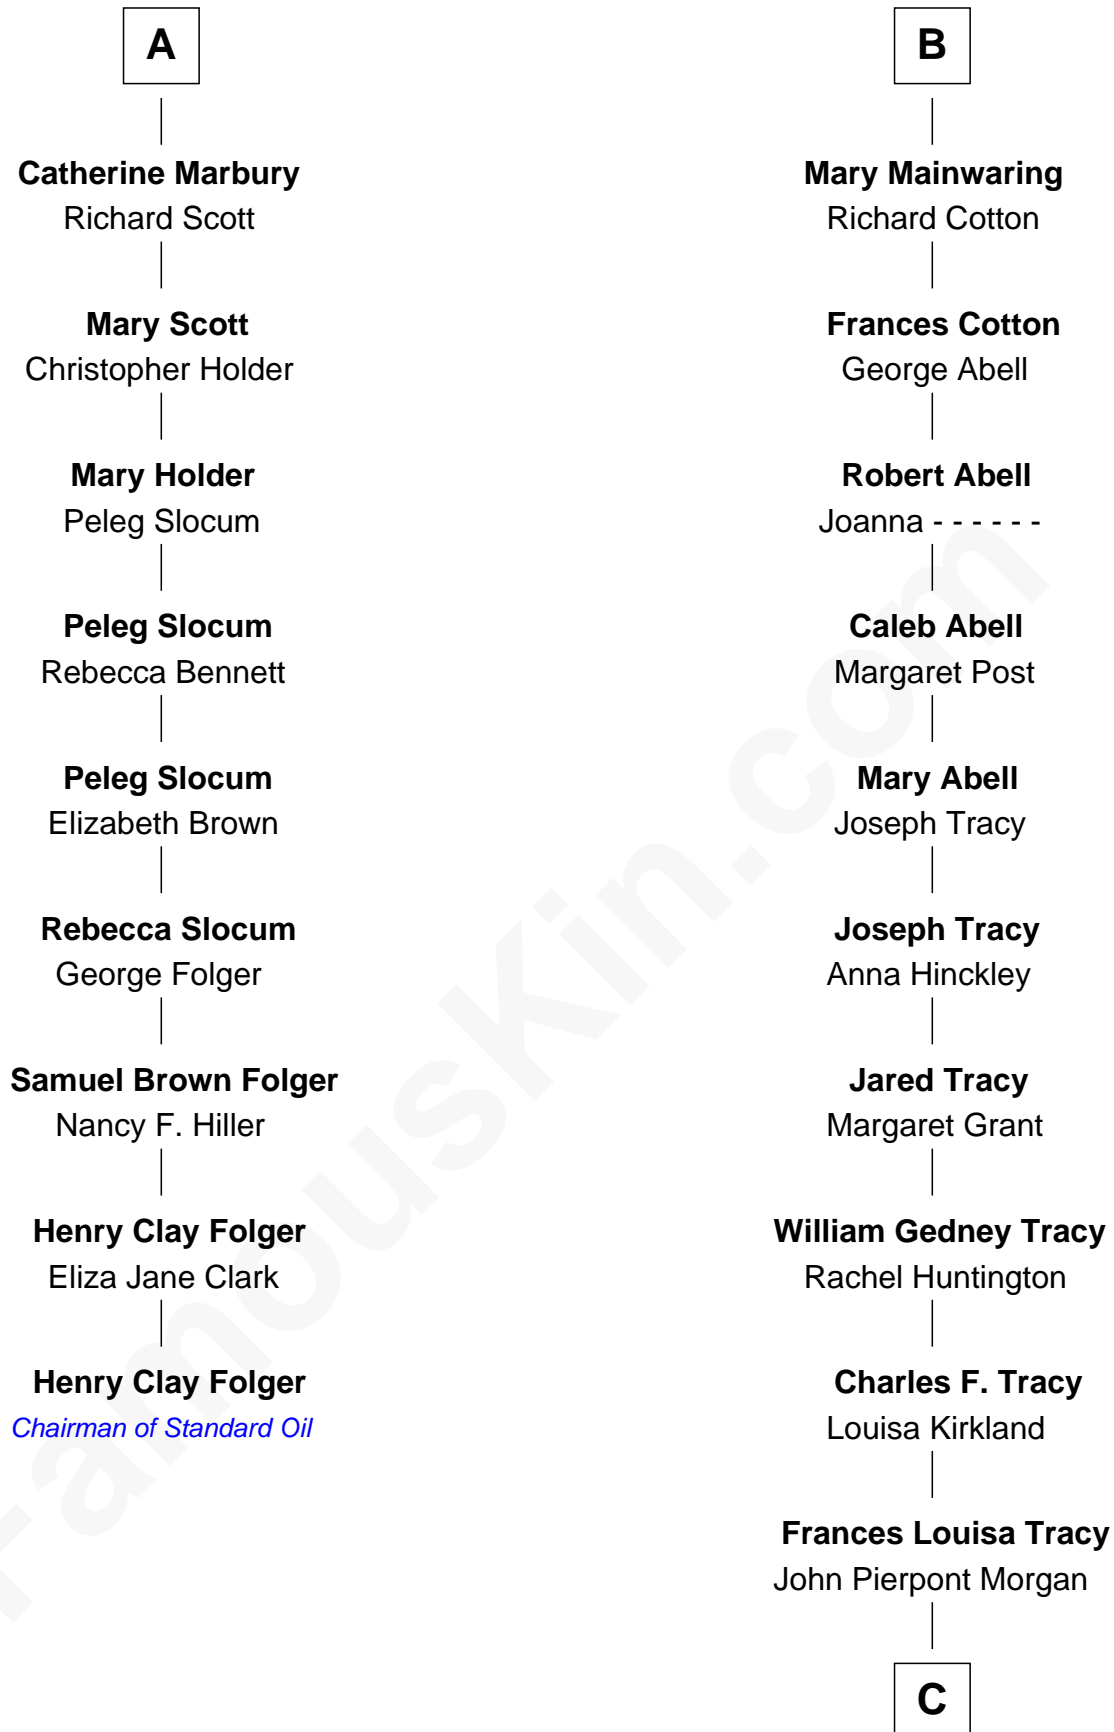 A
Catherine Marbury
Richard Scott
Mary Scott
Christopher Holder
Mary Holder
Peleg Slocum
Peleg Slocum
Rebecca Bennett
Peleg Slocum
Elizabeth Brown
Rebecca Slocum
George Folger
Samuel Brown Folger
Nancy F. Hiller
Henry Clay Folger
Eliza Jane Clark
Henry Clay Folger
Chairman of Standard Oil
B
Mary Mainwaring
Richard Cotton
Frances Cotton
George Abell
Robert Abell
Joanna - - - - - -
Caleb Abell
Margaret Post
Mary Abell
Joseph Tracy
Joseph Tracy
Anna Hinckley
Jared Tracy
Margaret Grant
William Gedney Tracy
Rachel Huntington
Charles F. Tracy
Louisa Kirkland
Frances Louisa Tracy
John Pierpont Morgan
C
FamousKin.com